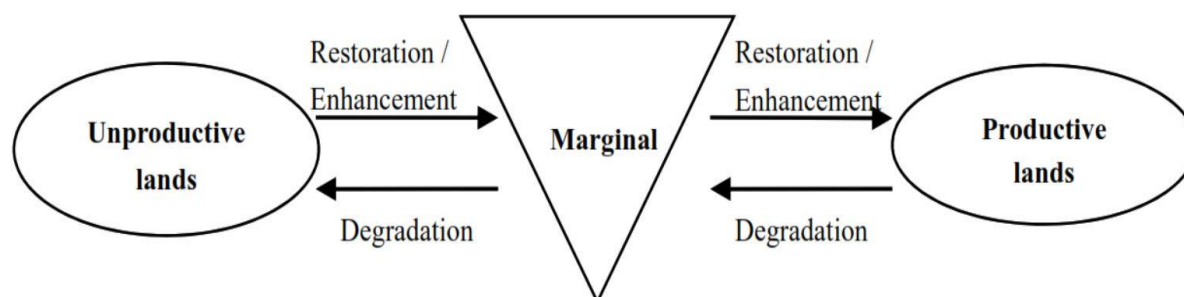 Restoration /
Enhancement
Unproductive
lands
Degradation
Marginal
Restoration /
Enhancement
Productive
lands
Degradation